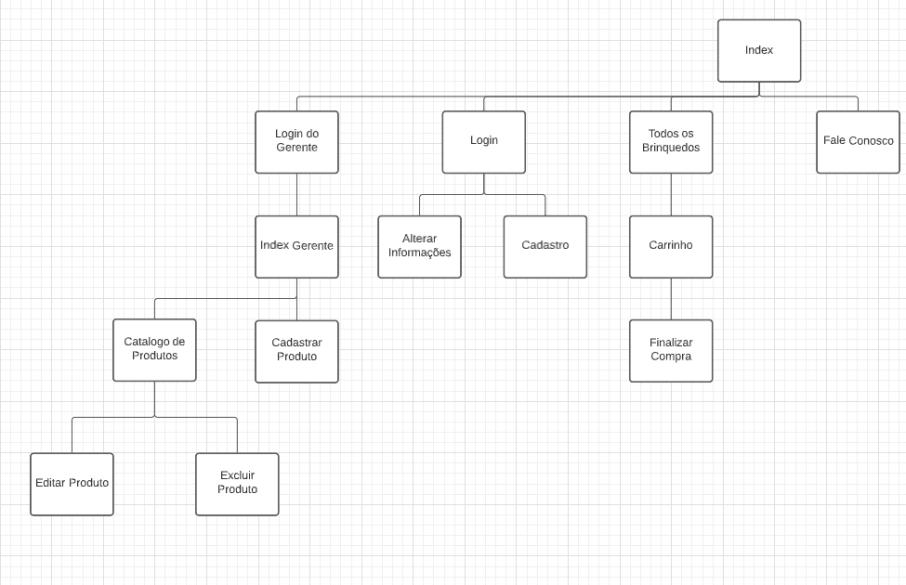 Index
Login do
Gerente
Login
Todos os
Brinquedos
Fale Conosco
Index Gerente
Alterar
Informações
Cadastro
Carrinho
Catalogo de
Produtos
Cadastrar
Produto
Finalizar
Compra
Editar Produto
Excluir
Produto